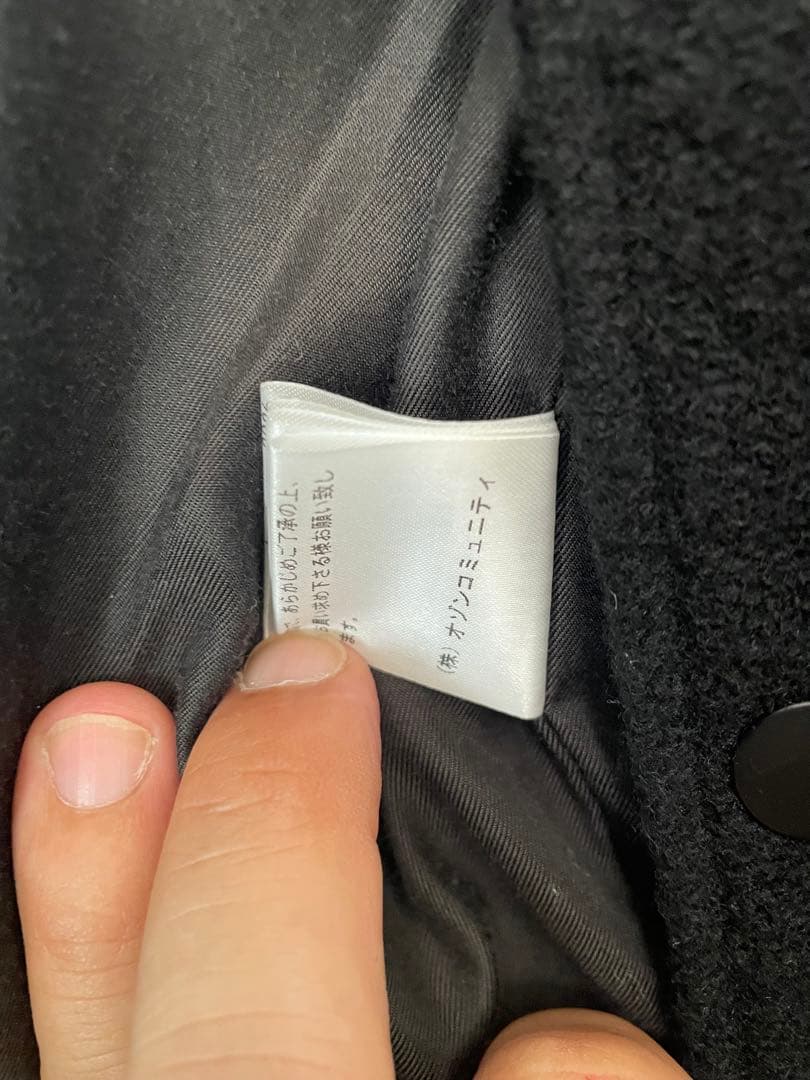 、あらかじめご了承の上、
買い求め下さる様お願い致し
ます。
(株) オゾンコミュニティ